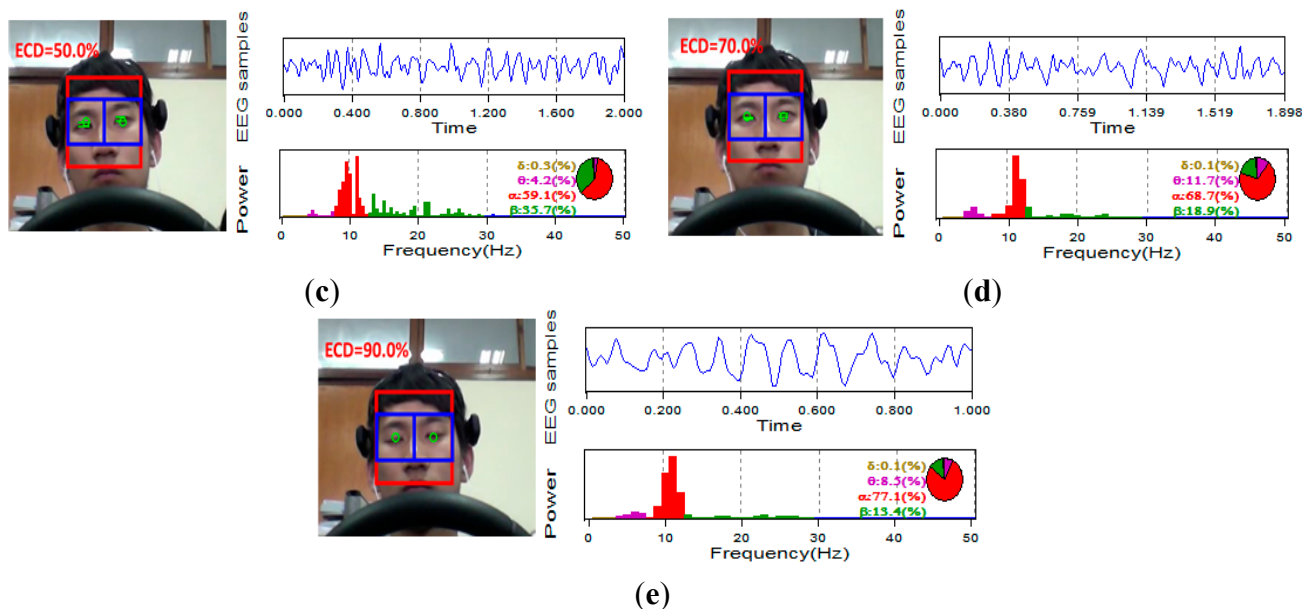 ECD=50.0%
EEG samples
0.000 0.400 0.800 1.200 1.600 2.000
Time
Power
δ:0.3(%)
θ:4.2(%)
α:59.1(%)
β:35.7(%)
0 10 20 30 40 50
Frequency(Hz)
(c)
ECD=70.0%
EEG samples
0.000 0.380 0.759 1.139 1.519 1.898
Time
Power
δ:0.1(%)
θ:11.7(%)
α:68.7(%)
β:18.9(%)
0 10 20 30 40 50
Frequency(Hz)
(d)
ECD=90.0%
EEG samples
0.000 0.200 0.400 0.600 0.800 1.000
Time
Power
δ:0.1(%)
θ:8.5(%)
α:77.1(%)
β:13.4(%)
0 10 20 30 40 50
Frequency(Hz)
(e)